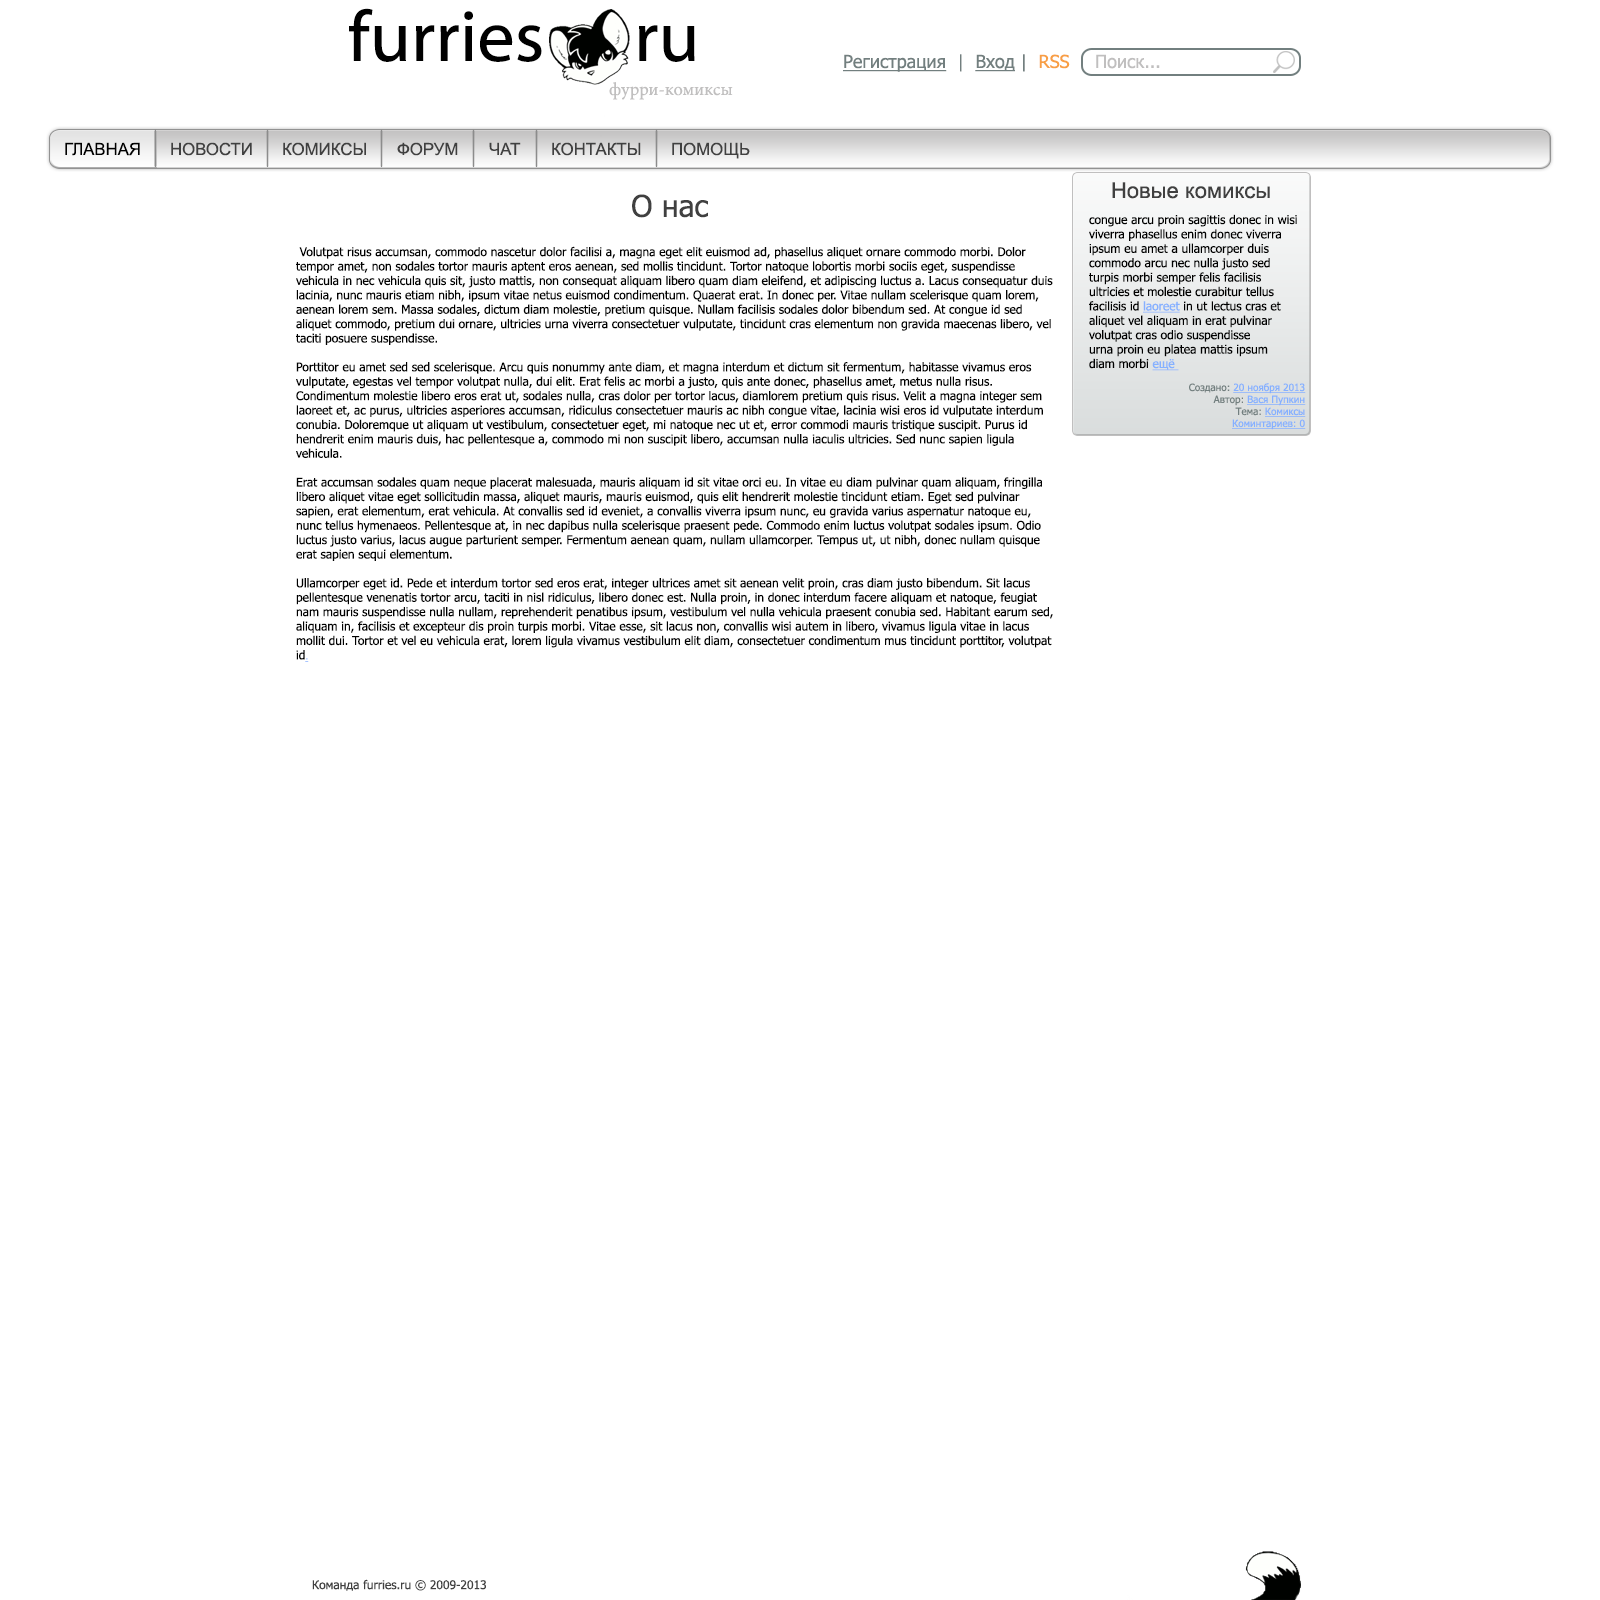 furries ru
фурри-комиксы
Регистрация | Вход | RSS Поиск...
ГЛАВНАЯ НОВОСТИ КОМИКСЫ ФОРУМ ЧАТ КОНТАКТЫ ПОМОЩЬ
О нас
Volutpat risus accumsan, commodo nascetur dolor facilisi a, magna eget elit euismod ad, phasellus aliquet ornare commodo morbi. Dolor
tempor amet, non sodales tortor mauris aptent eros aenean, sed mollis tincidunt. Tortor natoque lobortis morbi sociis eget, suspendisse
vehicula in nec vehicula quis sit, justo mattis, non consequat aliquam libero quam diam eleifend, et adipiscing luctus a. Lacus consequatur duis
lacinia, nunc mauris etiam nibh, ipsum vitae netus euismod condimentum. Quaerat erat. In donec per. Vitae nullam scelerisque quam lorem,
aenean lorem sem. Massa sodales, dictum diam molestie, pretium quisque. Nullam facilisis sodales dolor bibendum sed. At congue id sed
aliquet commodo, pretium dui ornare, ultricies urna viverra consectetuer vulputate, tincidunt cras elementum non gravida maecenas libero, vel
taciti posuere suspendisse.
Porttitor eu amet sed sed scelerisque. Arcu quis nonummy ante diam, et magna interdum et dictum sit fermentum, habitasse vivamus eros
vulputate, egestas vel tempor volutpat nulla, dui elit. Erat felis ac morbi a justo, quis ante donec, phasellus amet, metus nulla risus.
Condimentum molestie libero eros erat ut, sodales nulla, cras dolor per tortor lacus, diamlorem pretium quis risus. Velit a magna integer sem
laoreet et, ac purus, ultricies asperiores accumsan, ridiculus consectetuer mauris ac nibh congue vitae, lacinia wisi eros id vulputate interdum
conubia. Doloremque ut aliquam ut vestibulum, consectetuer eget, mi natoque nec ut et, error commodi mauris tristique suscipit. Purus id
hendrerit enim mauris duis, hac pellentesque a, commodo mi non suscipit libero, accumsan nulla iaculis ultricies. Sed nunc sapien ligula
vehicula.
Erat accumsan sodales quam neque placerat malesuada, mauris aliquam id sit vitae orci eu. In vitae eu diam pulvinar quam aliquam, fringilla
libero aliquet vitae eget sollicitudin massa, aliquet mauris, mauris euismod, quis elit hendrerit molestie tincidunt etiam. Eget sed pulvinar
sapien, erat elementum, erat vehicula. At convallis sed id eveniet, a convallis viverra ipsum nunc, eu gravida varius aspernatur natoque eu,
nunc tellus hymenaeos. Pellentesque at, in nec dapibus nulla scelerisque praesent pede. Commodo enim luctus volutpat sodales ipsum. Odio
luctus justo varius, lacus augue parturient semper. Fermentum aenean quam, nullam ullamcorper. Tempus ut, ut nibh, donec nullam quisque
erat sapien sequi elementum.
Ullamcorper eget id. Pede et interdum tortor sed eros erat, integer ultrices amet sit aenean velit proin, cras diam justo bibendum. Sit lacus
pellentesque venenatis tortor arcu, taciti in nisl ridiculus, libero donec est. Nulla proin, in donec interdum facere aliquam et natoque, feugiat
nam mauris suspendisse nulla nullam, reprehenderit penatibus ipsum, vestibulum vel nulla vehicula praesent conubia sed. Habitant earum sed,
aliquam in, facilisis et excepteur dis proin turpis morbi. Vitae esse, sit lacus non, convallis wisi autem in libero, vivamus ligula vitae in lacus
mollit dui. Tortor et vel eu vehicula erat, lorem ligula vivamus vestibulum elit diam, consectetuer condimentum mus tincidunt porttitor, volutpat
id
Новые комиксы
congue arcu proin sagittis donec in wisi
viverra phasellus enim donec viverra
ipsum eu amet a ullamcorper duis
commodo arcu nec nulla justo sed
turpis morbi semper felis facilisis
ultricies et molestie curabitur tellus
facilisis id laoreet in ut lectus cras et
aliquet vel aliquam in erat pulvinar
volutpat cras odio suspendisse
urna proin eu platea mattis ipsum
diam morbi ещё
Создано: 20 ноября 2013
Автор: Вася Пупкин
Тема: Комиксы
Коминтариев: 0
Команда furries.ru © 2009-2013